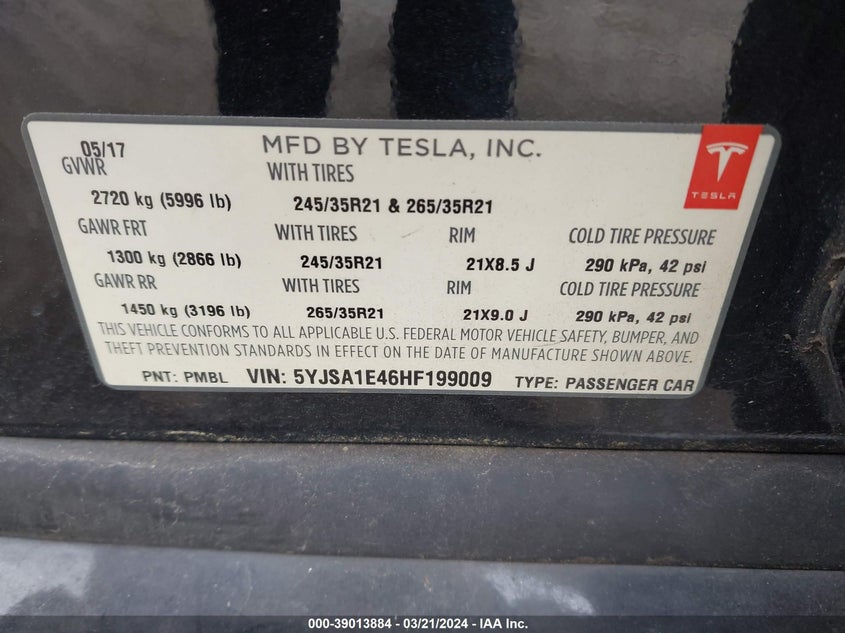 05/17 MFD BY TESLA, INC.
GVWR WITH TIRES
2720 kg (5996 lb) 245/35R21 & 265/35R21
TESLA
GAWR FRT WITH TIRES RIM COLD TIRE PRESSURE
1300 kg (2866 lb) 245/35R21 21X8.5 J 290 kPa, 42 psi
GAWR RR WITH TIRES RIM COLD TIRE PRESSURE
1450 kg (3196 lb) 265/35R21 21X9.0 J 290 kPa, 42 psi
THIS VEHICLE CONFORMS TO ALL APPLICABLE U.S. FEDERAL MOTOR VEHICLE SAFETY, BUMPER, AND
THEFT PREVENTION STANDARDS IN EFFECT ON THE DATE OF MANUFACTURE SHOWN ABOVE.
PNT: PMBL VIN: 5YJSA1E46HF199009 TYPE: PASSENGER CAR
000-39013884 - 03/21/2024 - IAA Inc.